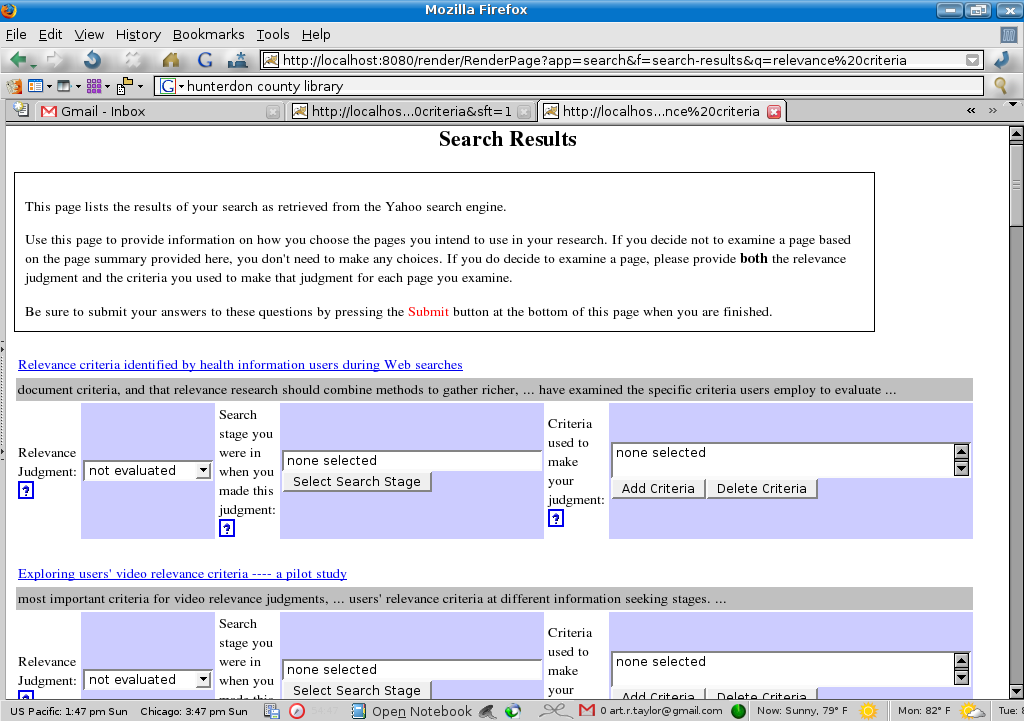 Mozilla Firefox
File Edit View History Bookmarks Tools Help
http://localhost:8080/render/RenderPage?app=search&f=search-results&q=relevance%20criteria
hunterdon county library
Gmail - Inbox
http://localhos...0criteria&sft=1
http://localhos...nce%20criteria
Search Results
This page lists the results of your search as retrieved from the Yahoo search engine.
Use this page to provide information on how you choose the pages you intend to use in your research. If you decide not to examine a page based
on the page summary provided here, you don't need to make any choices. If you do decide to examine a page, please provide both the relevance
judgment and the criteria you used to make that judgment for each page you examine.
Be sure to submit your answers to these questions by pressing the Submit button at the bottom of this page when you are finished.
Relevance criteria identified by health information users during Web searches
document criteria, and that relevance research should combine methods to gather richer, ... have examined the specific criteria users employ to evaluate ...
Relevance
Judgment:
?
not evaluated
Search
stage you
were in
when you
made this
judgment:
?
none selected
Select Search Stage
Criteria
used to
make
your
judgment:
?
none selected
Add Criteria Delete Criteria
Exploring users' video relevance criteria ---- a pilot study
most important criteria for video relevance judgments, ... users' relevance criteria at different information seeking stages. ...
Relevance
Judgment:
?
not evaluated
Search
stage you
were in
when you
made this
none selected
Select Search Stage
Criteria
used to
make
your
none selected
Add Criteria Delete Criteria
US Pacific: 1:47 pm Sun Chicago: 3:47 pm Sun Open Notebook 0 art.r.taylor@gmail.com Now: Sunny, 79° F Mon: 82° F Tue: